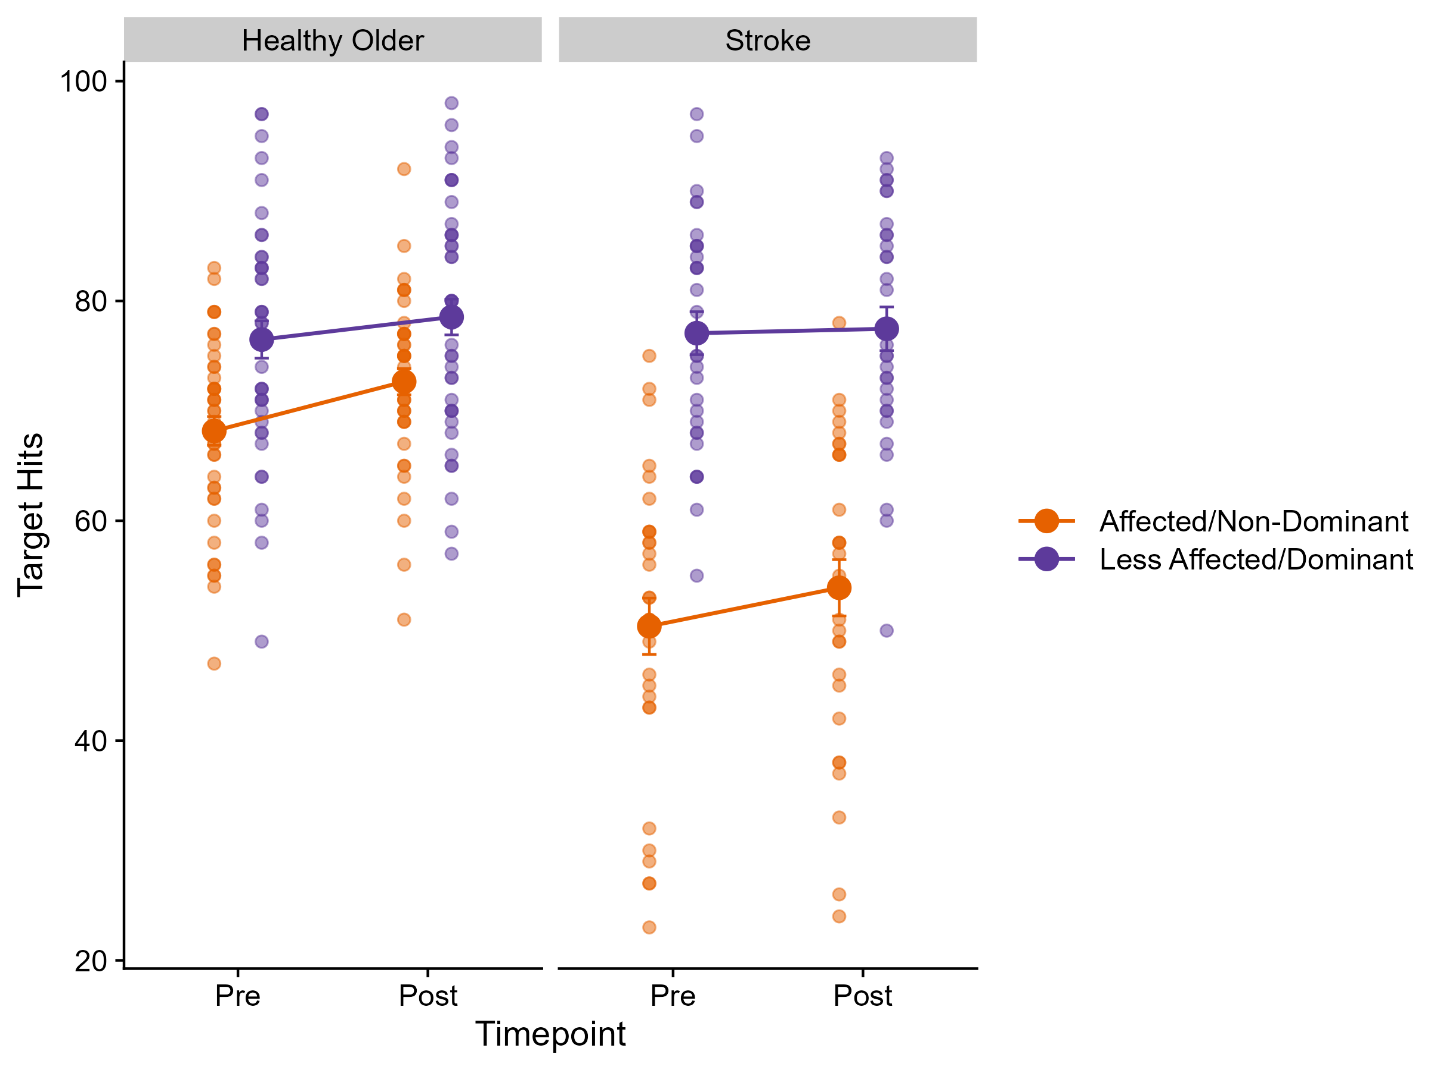 Healthy Older
Stroke
100
80
60
40
20
Target Hits
Pre
Post
Pre
Post
Timepoint
Affected/Non-Dominant
Less Affected/Dominant